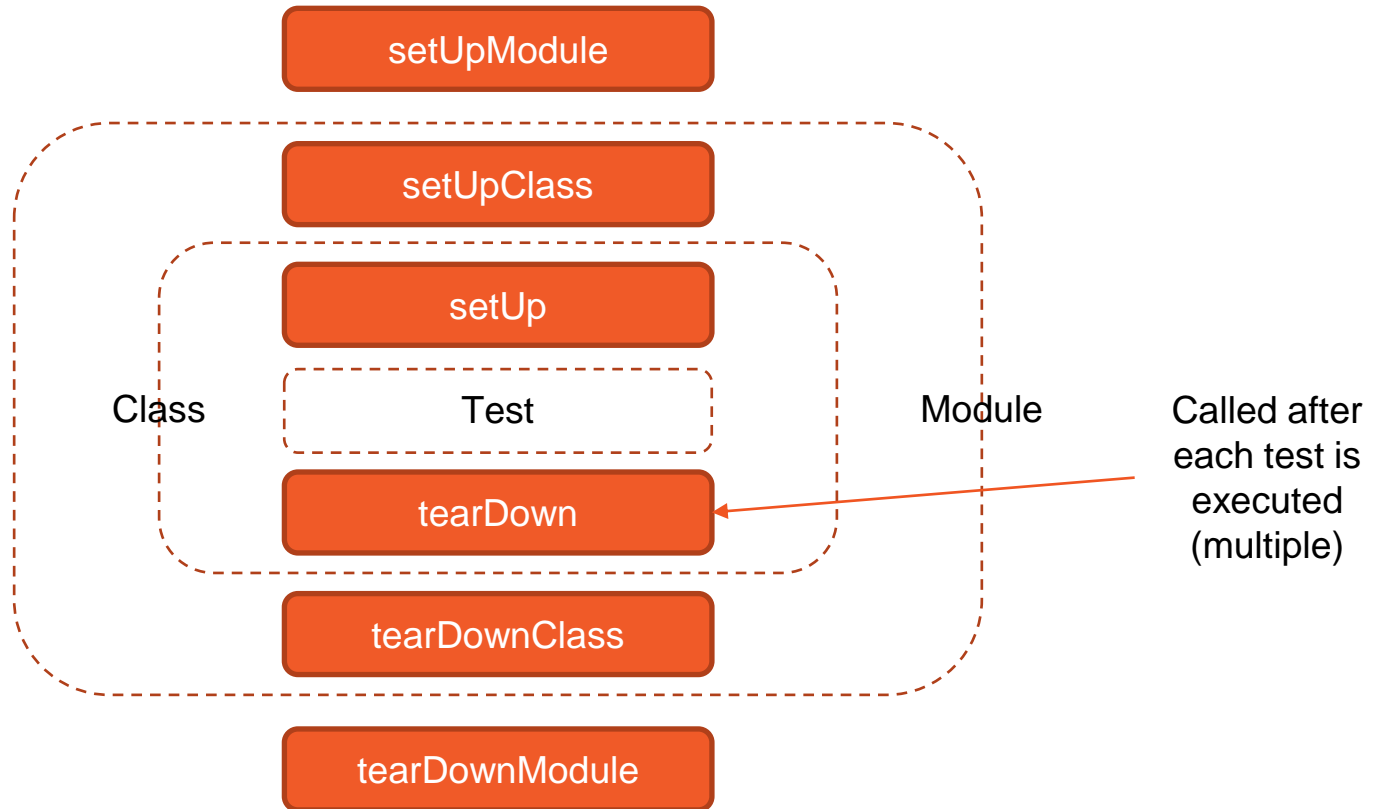 setUpModule
setUpClass
setUp
Class
Test
Module
Called after
each test is
executed
(multiple)
tearDown
tearDownClass
tearDownModule